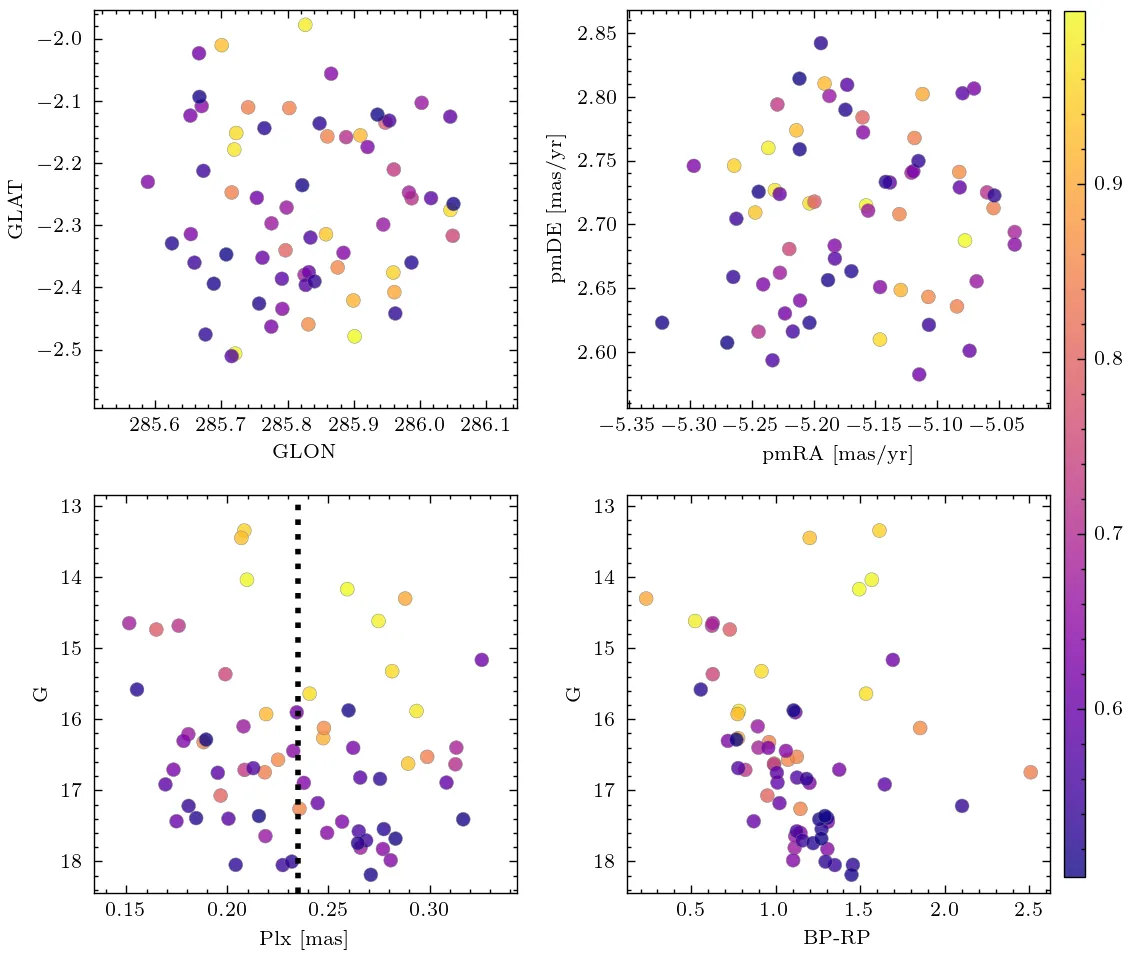 −2.0
−2.1
−2.2
−2.3
−2.4
−2.5
GLAT
285.6 285.7 285.8 285.9 286.0 286.1
GLON
2.85
2.80
2.75
2.70
2.65
2.60
pmDE [mas/yr]
−5.35 −5.30 −5.25 −5.20 −5.15 −5.10 −5.05
pmRA [mas/yr]
0.9
0.8
0.7
0.6
13
14
15
16
17
18
G
0.15 0.20 0.25 0.30
Plx [mas]
13
14
15
16
17
18
G
0.5 1.0 1.5 2.0 2.5
BP-RP